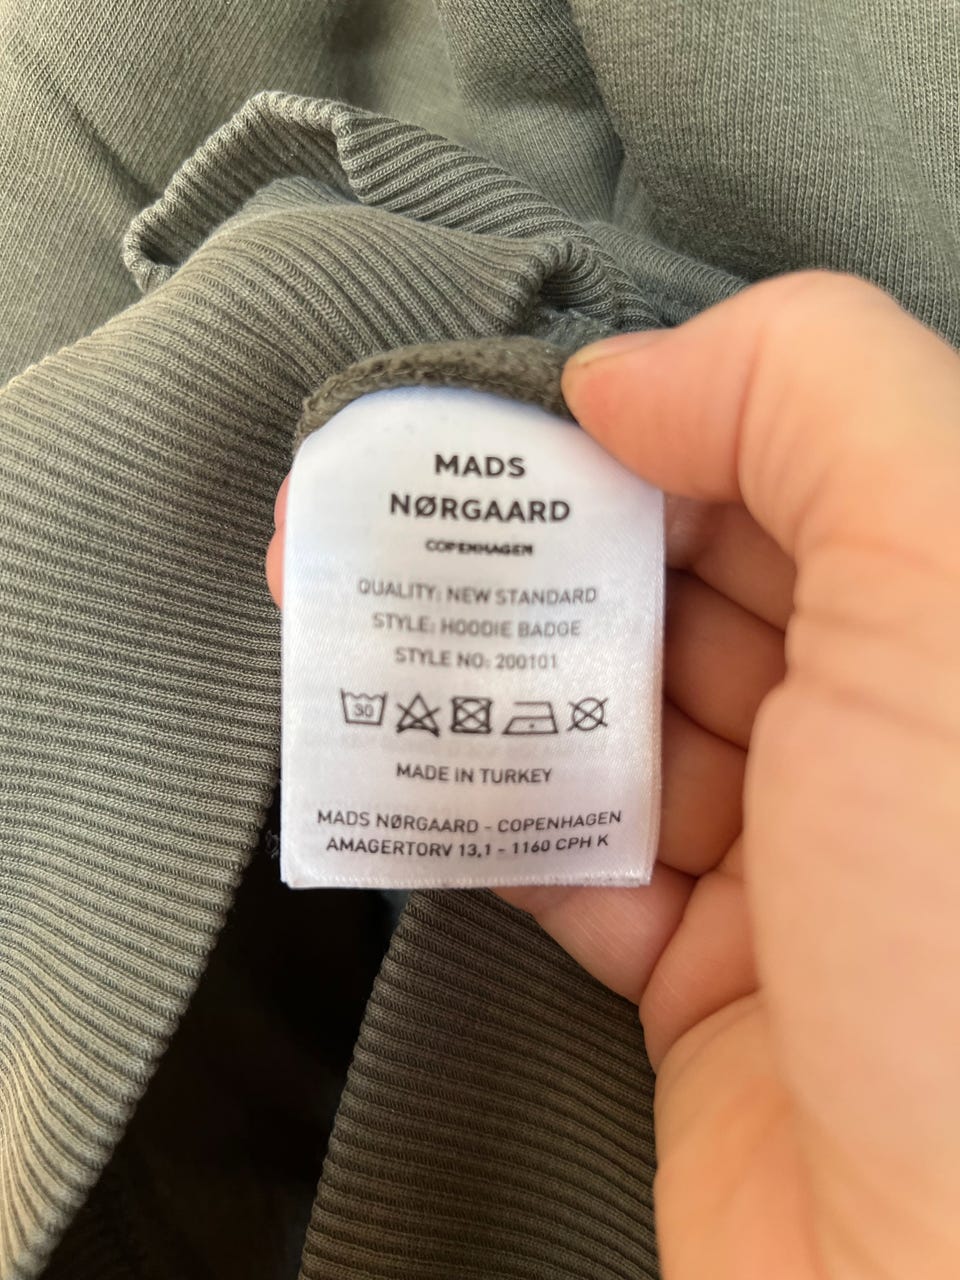 MADS
NØRGAARD
COPENHAGEN
QUALITY: NEW STANDARD
STYLE: HOODIE BADGE
STYLE NO: 200101
30
MADE IN TURKEY
MADS NØRGAARD - COPENHAGEN
AMAGERTORV 13,1 - 1160 CPH K